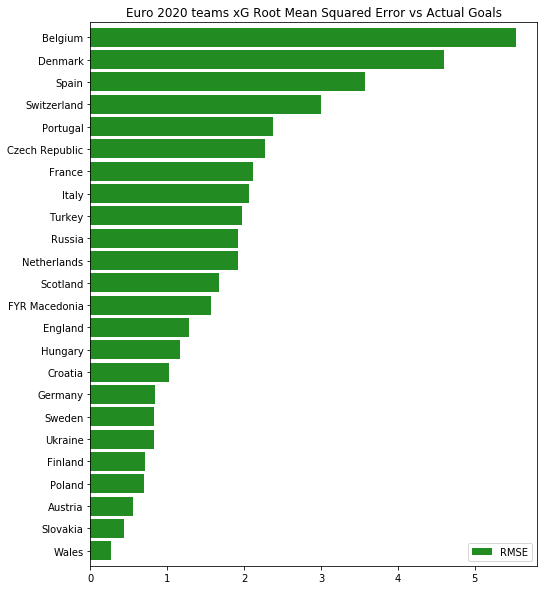 Euro 2020 teams xG Root Mean Squared Error vs Actual Goals
Belgium
Denmark
Spain
Switzerland
Portugal
Czech Republic
France
Italy
Turkey
Russia
Netherlands
Scotland
FYR Macedonia
England
Hungary
Croatia
Germany
Sweden
Ukraine
Finland
Poland
Austria
Slovakia
Wales
RMSE
0 1 2 3 4 5